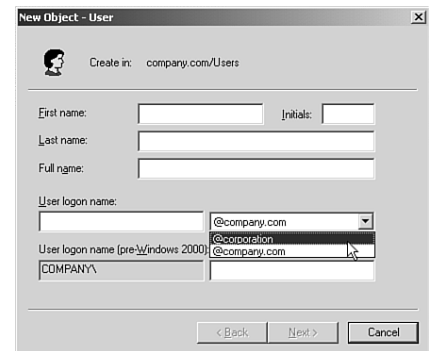 New Object - User
Create in: company.com/Users
First name: Initials:
Last name:
Full name:
User logon name:
@company.com
@corporation
User logon name (pre-Windows 2000): @company.com
COMPANY\
< Back Next > Cancel